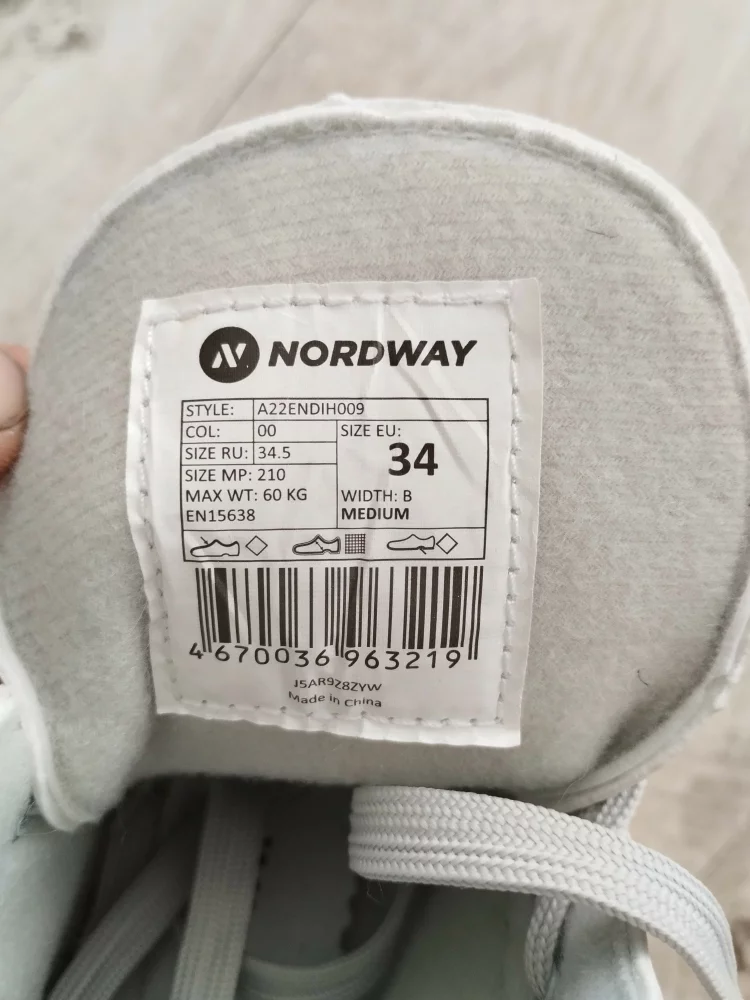 NORDWAY
STYLE: A22ENDIH009
COL: 00
SIZE EU:
SIZE RU: 34.5
34
SIZE MP: 210
MAX WT: 60 KG
WIDTH: B
EN15638
MEDIUM
4 670036 963219
J5AR9Z8ZYW
Made in China